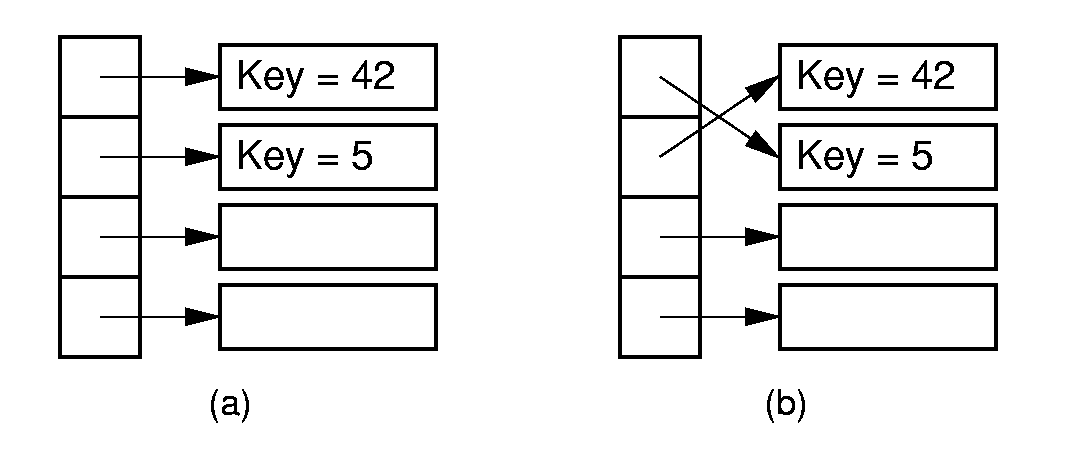 Key = 42
Key = 5
(a)
Key = 42
Key = 5
(b)